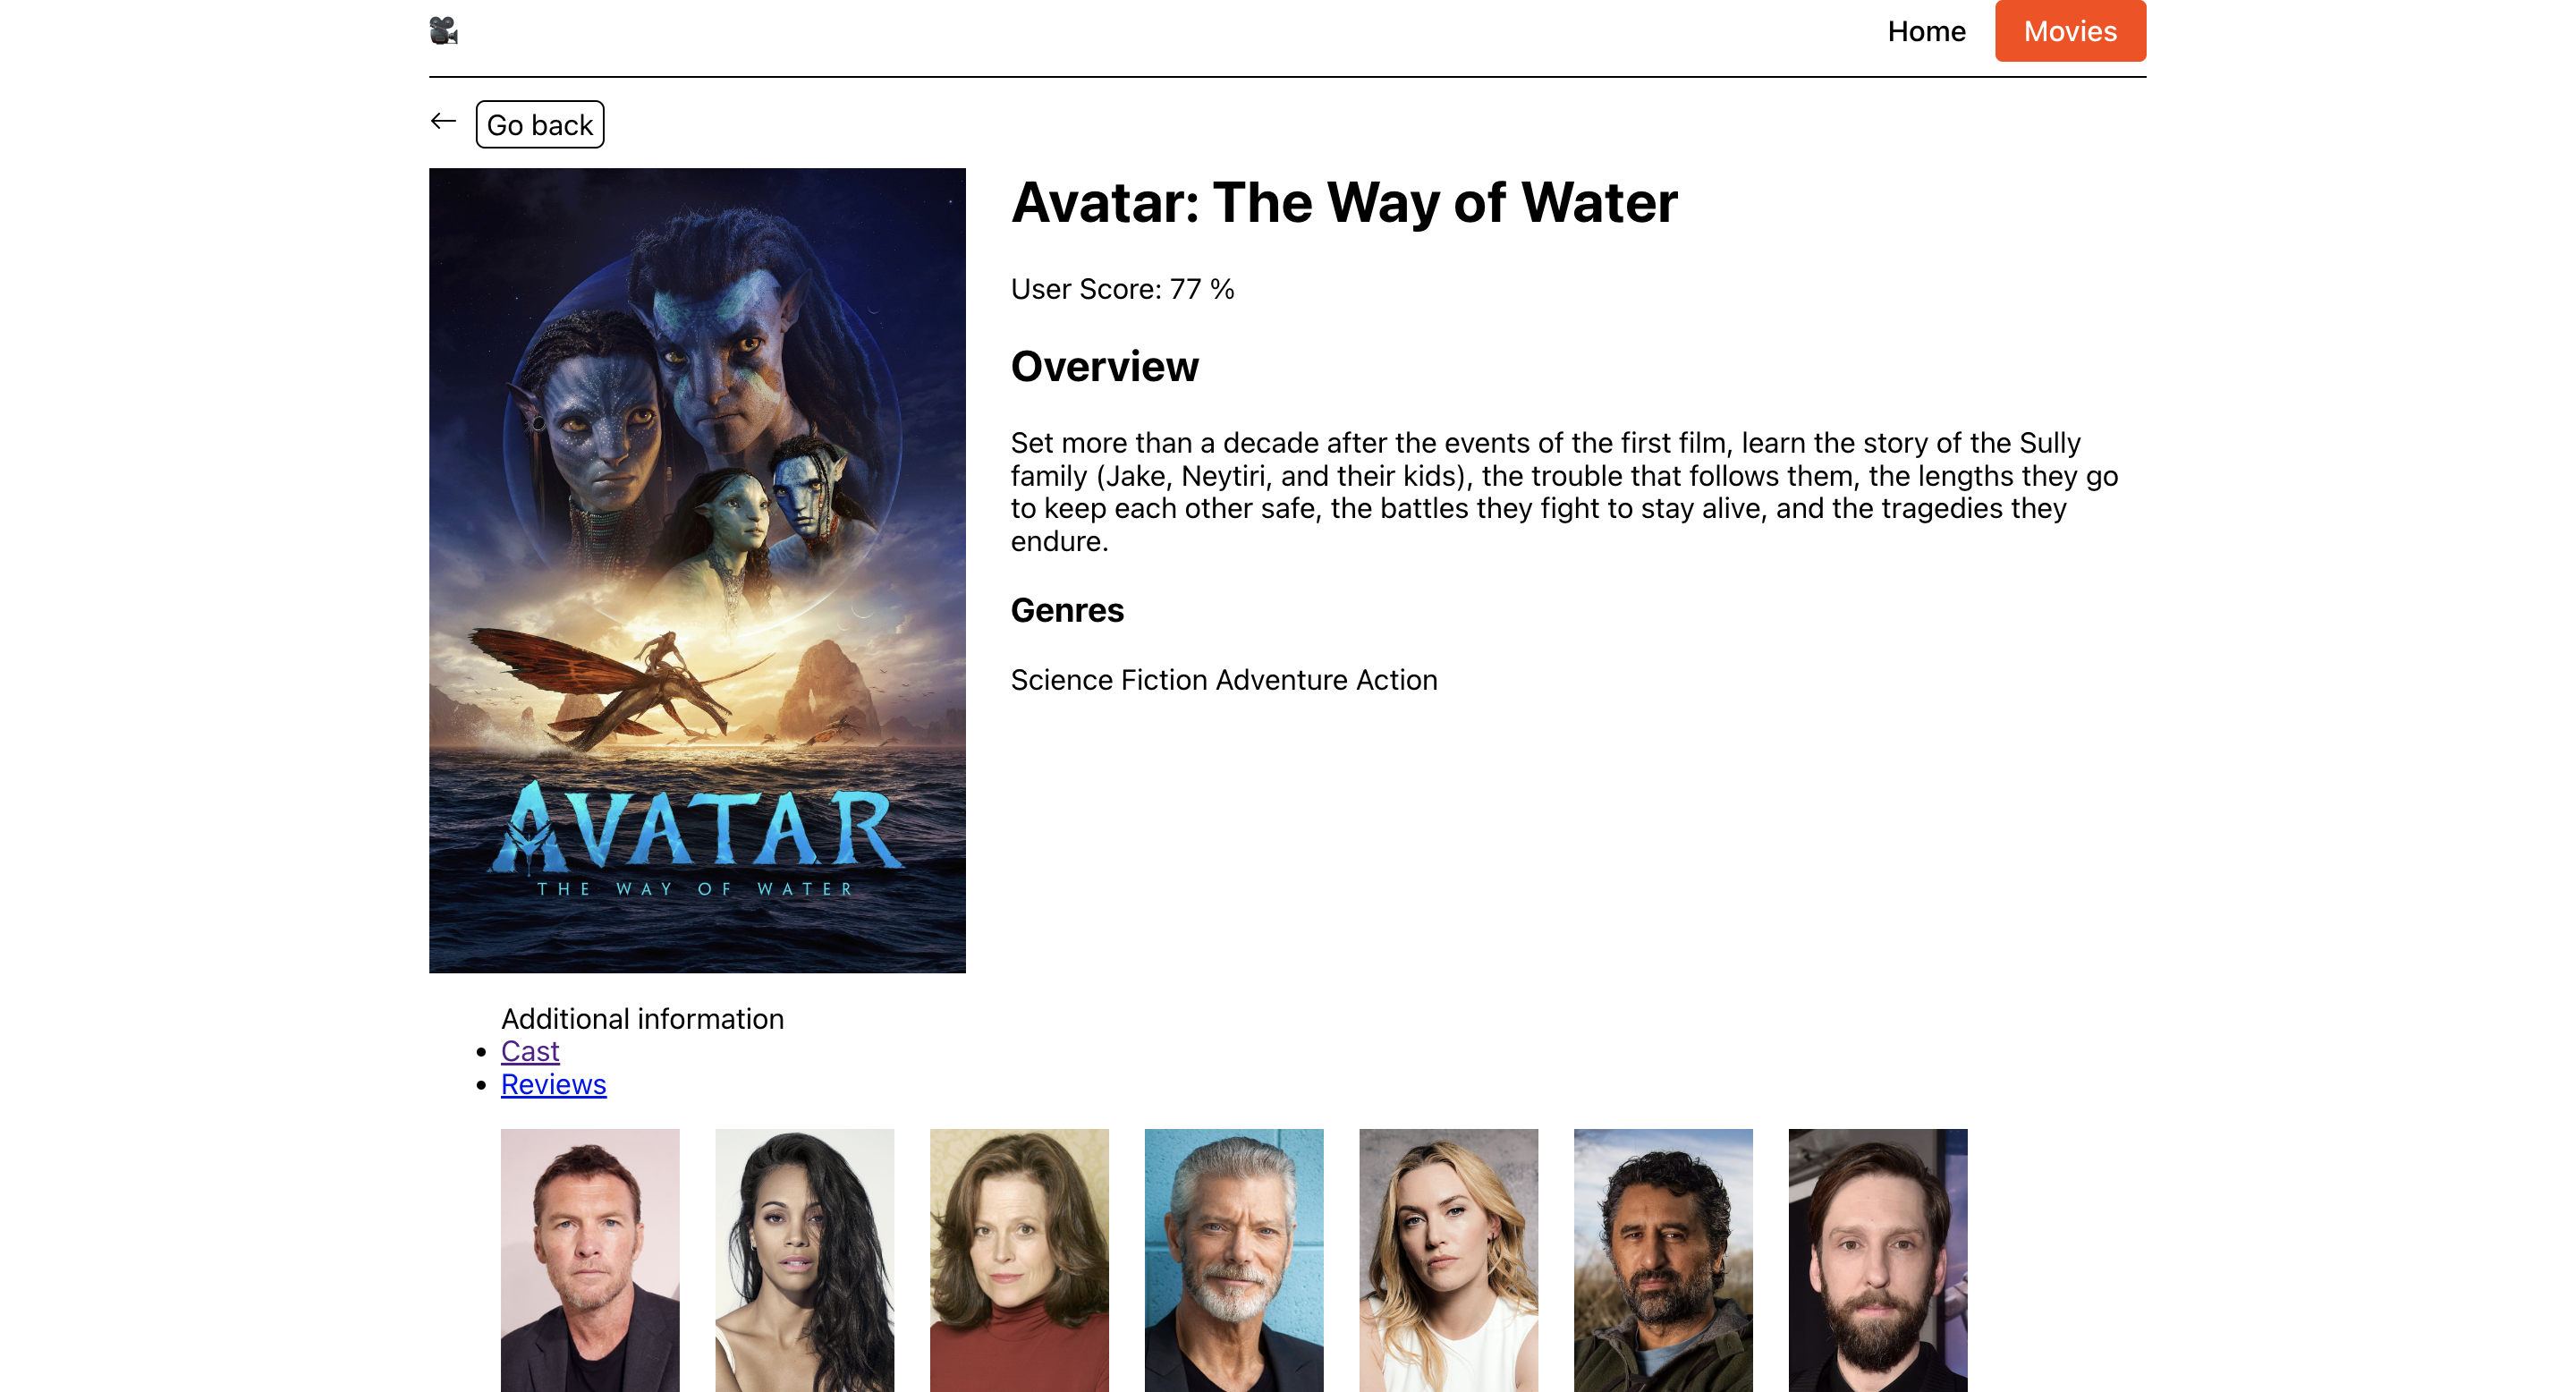 Home Movies
Go back
Avatar: The Way of Water
User Score: 77 %
Overview
Set more than a decade after the events of the first film, learn the story of the Sully
family (Jake, Neytiri, and their kids), the trouble that follows them, the lengths they go
to keep each other safe, the battles they fight to stay alive, and the tragedies they
endure.
Genres
Science Fiction Adventure Action
AVATAR
THE WAY OF WATER
Additional information
Cast
Reviews